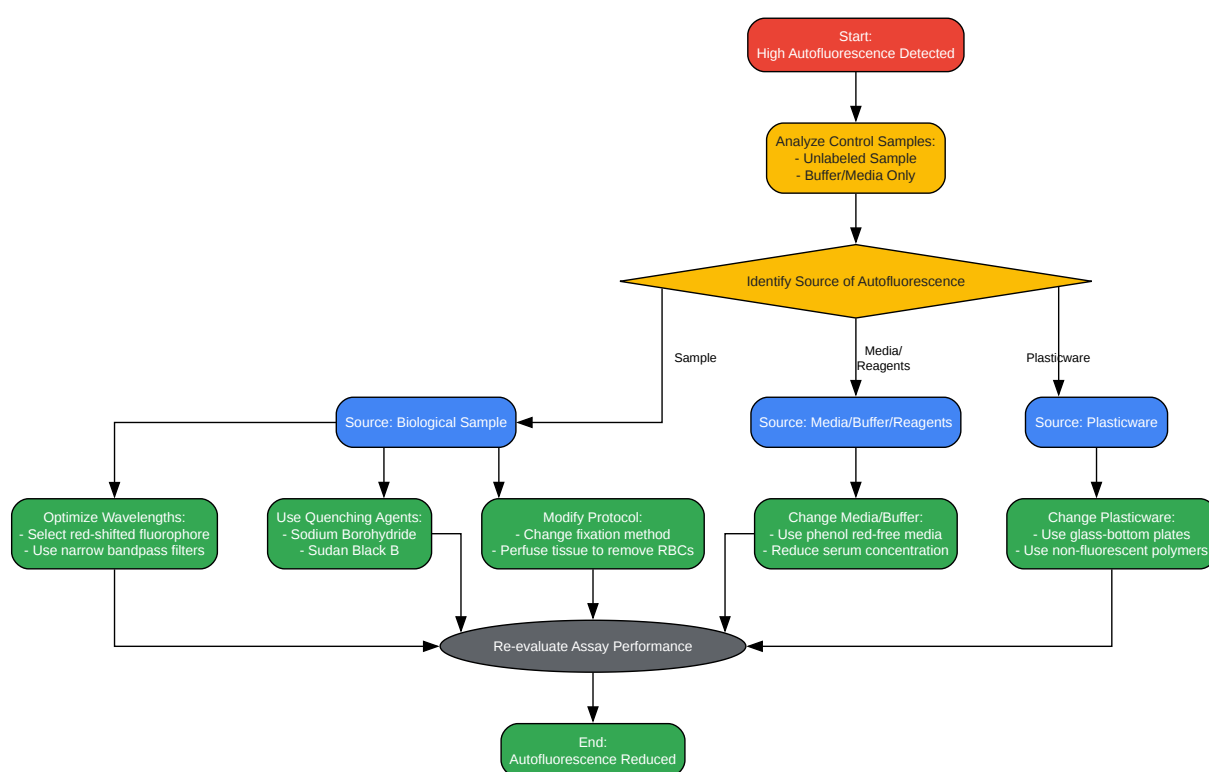 Start:
High Autofluorescence Detected
Analyze Control Samples:
- Unlabeled Sample
- Buffer/Media Only
Identify Source of Autofluorescence
Sample
Media/
Reagents
Plasticware
Source: Biological Sample
Source: Media/Buffer/Reagents
Source: Plasticware
Optimize Wavelengths:
- Select red-shifted fluorophore
- Use narrow bandpass filters
Use Quenching Agents:
- Sodium Borohydride
- Sudan Black B
Modify Protocol:
- Change fixation method
- Perfuse tissue to remove RBCs
Change Media/Buffer:
- Use phenol red-free media
- Reduce serum concentration
Change Plasticware:
- Use glass-bottom plates
- Use non-fluorescent polymers
Re-evaluate Assay Performance
End:
Autofluorescence Reduced